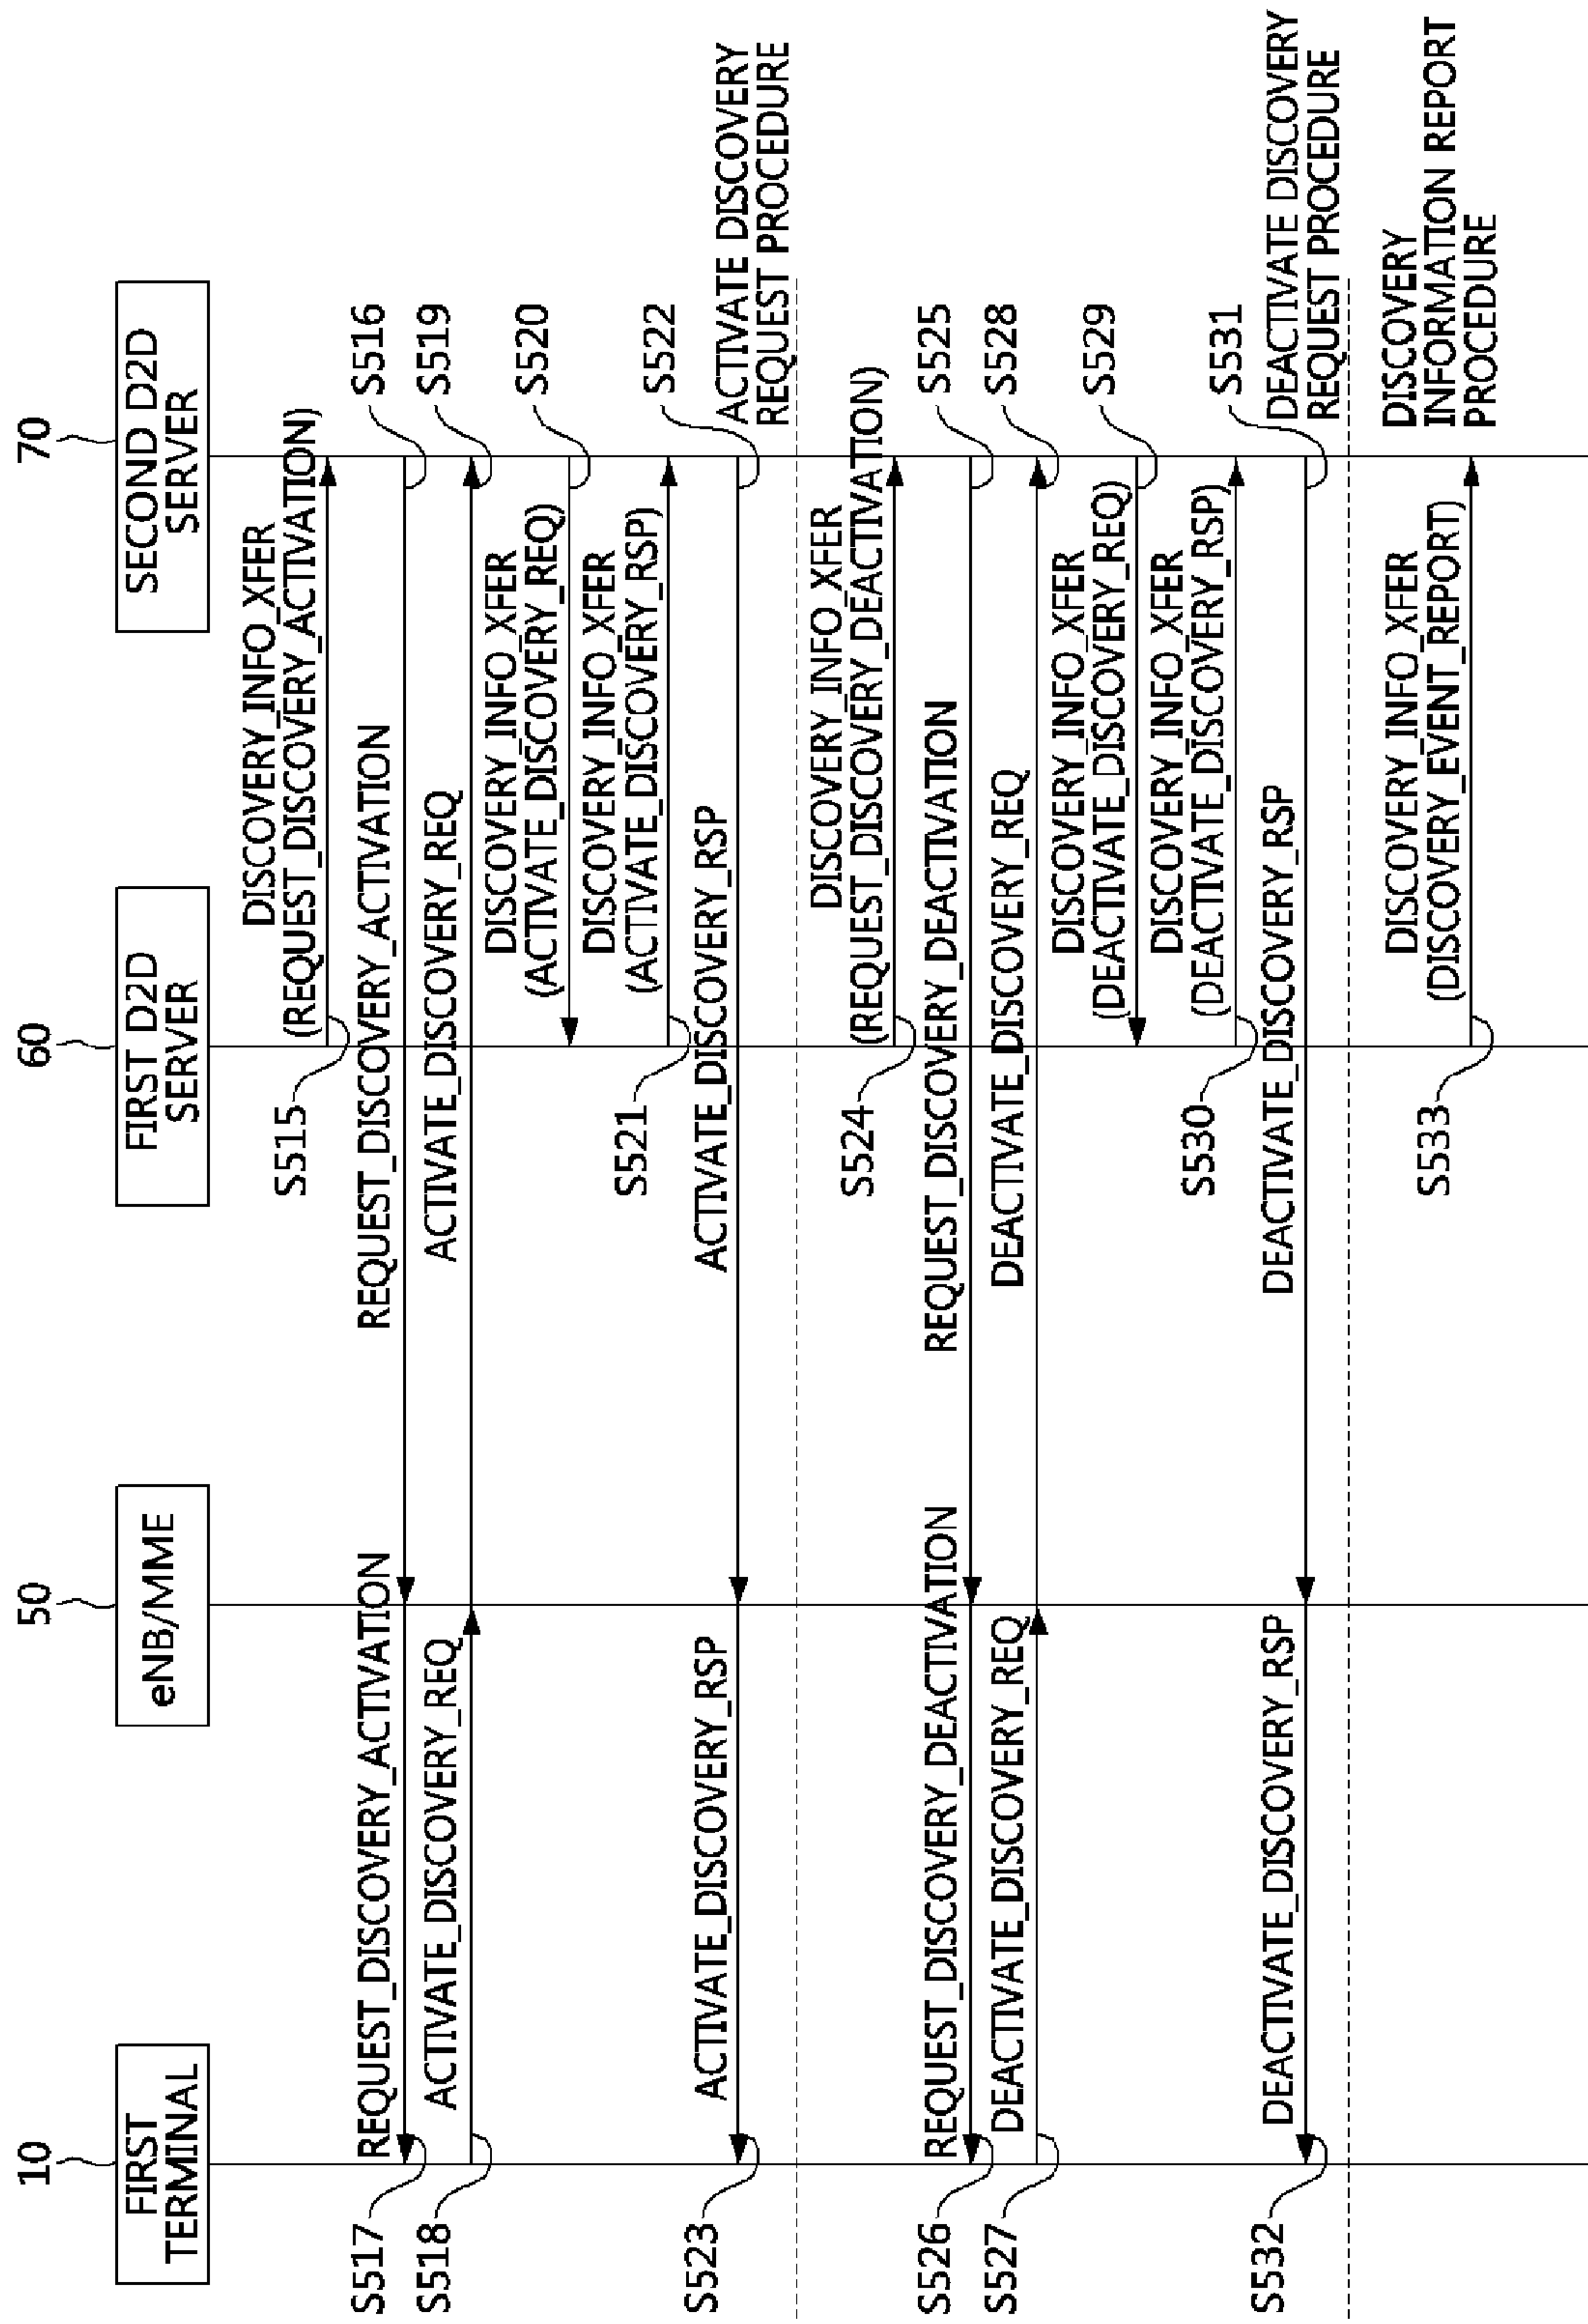 10
50
60
70
FIRST
TERMINAL
eNB/MME
FIRST D2D
SERVER
SECOND D2D
SERVER
DISCOVERY_INFO_XFER
(REQUEST_DISCOVERY_ACTIVATION)
S515
REQUEST_DISCOVERY_ACTIVATION
REQUEST_DISCOVERY_ACTIVATION
S516
S517
ACTIVATE_DISCOVERY_REQ
ACTIVATE_DISCOVERY_REQ
S518
S519
DISCOVERY_INFO_XFER
(ACTIVATE_DISCOVERY_REQ)
S520
DISCOVERY_INFO_XFER
(ACTIVATE_DISCOVERY_RSP)
S521
S522
ACTIVATE_DISCOVERY_RSP
ACTIVATE_DISCOVERY_RSP
S523
ACTIVATE DISCOVERY
REQUEST PROCEDURE
DISCOVERY_INFO_XFER
(REQUEST_DISCOVERY_DEACTIVATION)
S524
REQUEST_DISCOVERY_DEACTIVATION
REQUEST_DISCOVERY_DEACTIVATION
S525
S526
DEACTIVATE_DISCOVERY_REQ
DEACTIVATE_DISCOVERY_REQ
S527
S528
DISCOVERY_INFO_XFER
(DEACTIVATE_DISCOVERY_REQ)
S529
DISCOVERY_INFO_XFER
(DEACTIVATE_DISCOVERY_RSP)
S530
S531
DEACTIVATE_DISCOVERY_RSP
DEACTIVATE_DISCOVERY_RSP
S532
DEACTIVATE DISCOVERY
REQUEST PROCEDURE
DISCOVERY_INFO_XFER
(DISCOVERY_EVENT_REPORT)
S533
DISCOVERY
INFORMATION REPORT
PROCEDURE